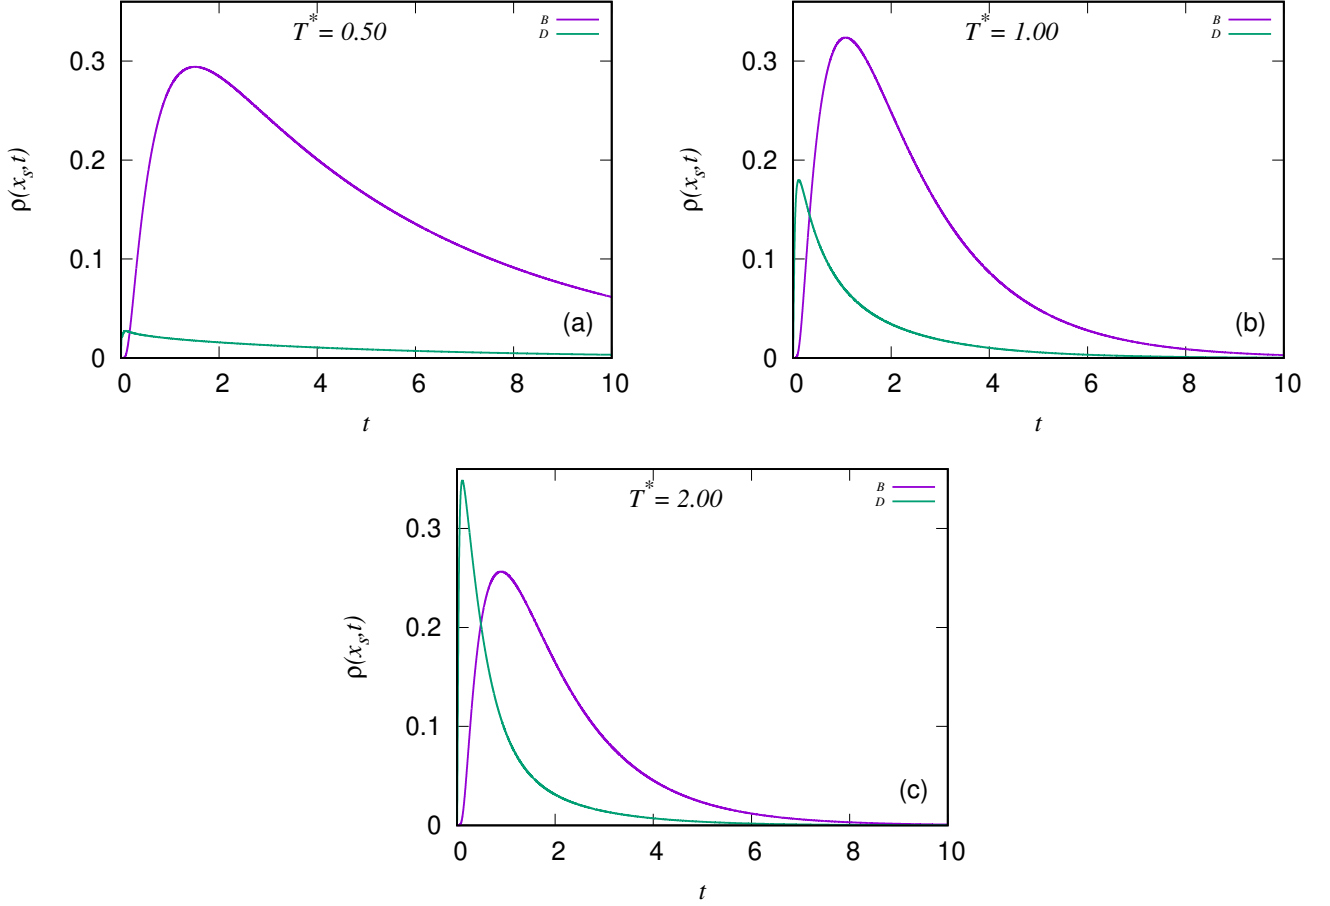 T* = 0.50
B
D
0.3
0.2
0.1
0
ρ(x_s,t)
(a)
0 2 4 6 8 10
t
T* = 1.00
B
D
0.3
0.2
0.1
0
ρ(x_s,t)
(b)
0 2 4 6 8 10
t
T* = 2.00
B
D
0.3
0.2
0.1
0
ρ(x_s,t)
(c)
0 2 4 6 8 10
t